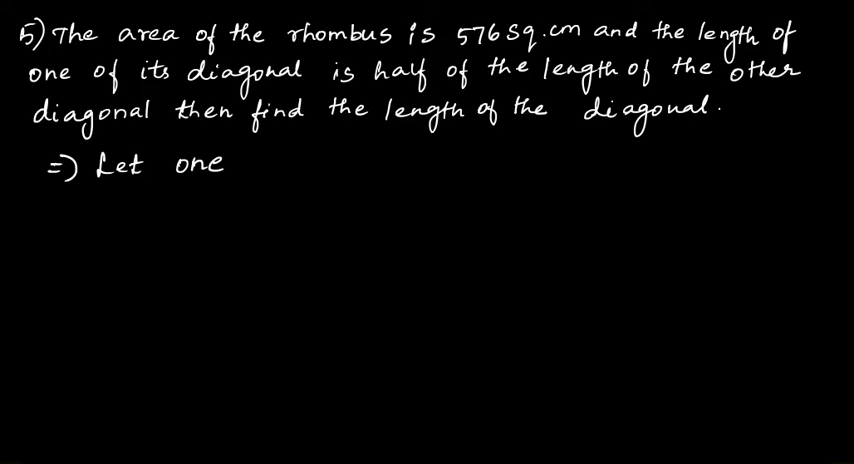 5) The area of the rhombus is 576 sq.cm and the length of
one of its diagonal is half of the length of the other
diagonal then find the length of the diagonal.
=) Let one